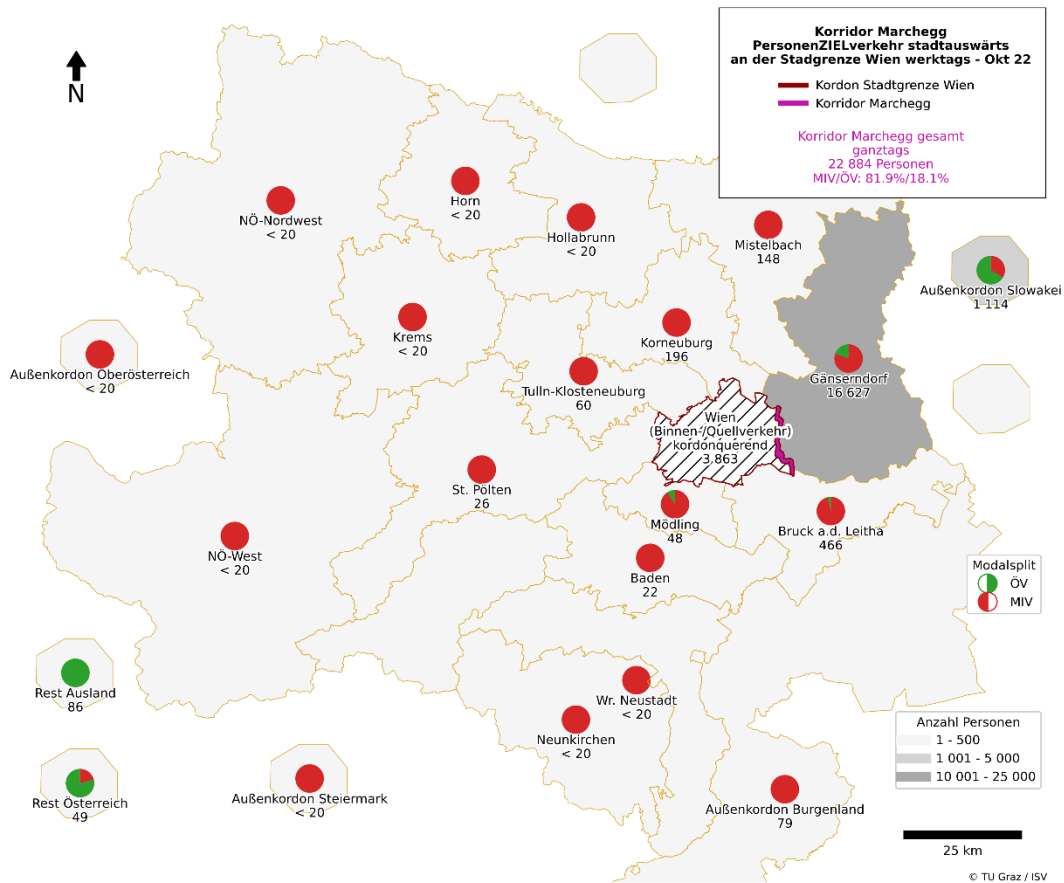 Korridor Marchegg
PersonenZIELverkehr stadtauswärts
an der Stadgrenze Wien werktags - Okt 22
Kordon Stadtgrenze Wien
Korridor Marchegg
Korridor Marchegg gesamt
ganztags
22 884 Personen
MIV/ÖV: 81.9%/18.1%
N
NÖ-Nordwest
< 20
Horn
< 20
Hollabrunn
< 20
Mistelbach
148
Außenkordon Slowakei
1 114
Krems
< 20
Korneuburg
196
Außenkordon Oberösterreich
< 20
Gänserndorf
16 627
Tulln-Klosteneuburg
60
Wien
(Binnen-/Quellverkehr)
kordonquerend
3 863
St. Pölten
26
Mödling
48
Bruck a.d. Leitha
466
NÖ-West
< 20
Baden
22
Modalsplit
ÖV
MIV
Rest Ausland
86
Wr. Neustadt
< 20
Neunkirchen
< 20
Anzahl Personen
1 - 500
1 001 - 5 000
10 001 - 25 000
Rest Österreich
49
Außenkordon Steiermark
< 20
Außenkordon Burgenland
79
25 km
© TU Graz / ISV